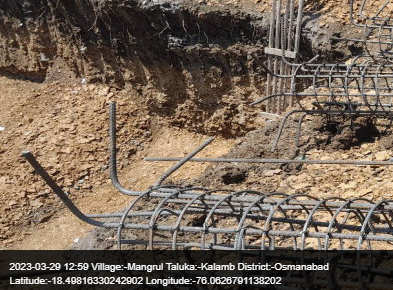 2023-03-29 12:59 Village:-Mangrul Taluka:-Kalamb District:-Osmanabad
Latitude:-18.49816330242902 Longitude:-76.0626791138202